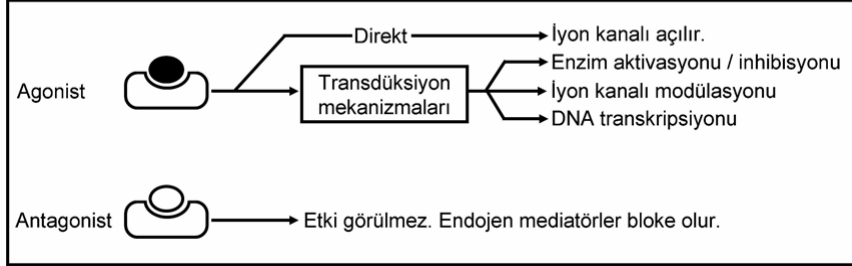 Direkt
İyon kanalı açılır.
Enzim aktivasyonu / inhibisyonu
Agonist
Transdüksiyon
mekanizmaları
İyon kanalı modülasyonu
DNA transkripsiyonu
Antagonist
Etki görülmez. Endojen mediatörler bloke olur.